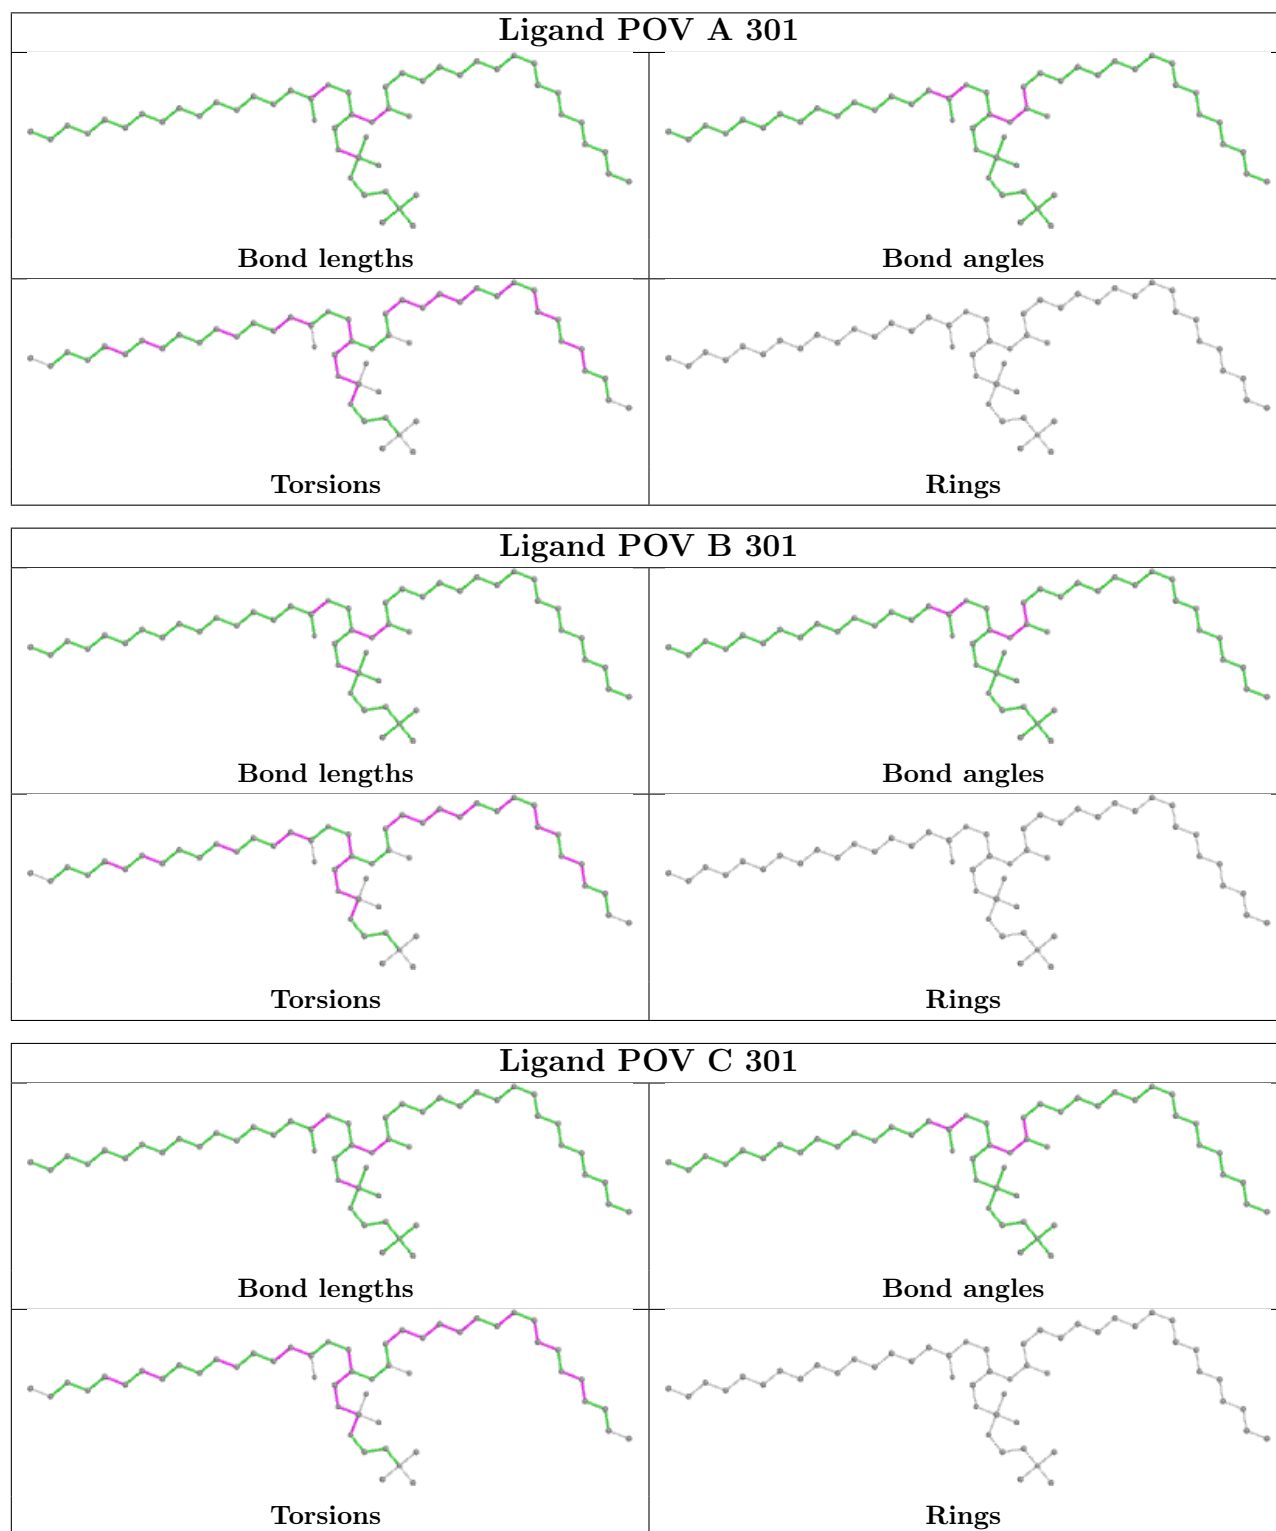 Ligand POV A 301
Bond lengths
Bond angles
Torsions
Rings
Ligand POV B 301
Bond lengths
Bond angles
Torsions
Rings
Ligand POV C 301
Bond lengths
Bond angles
Torsions
Rings